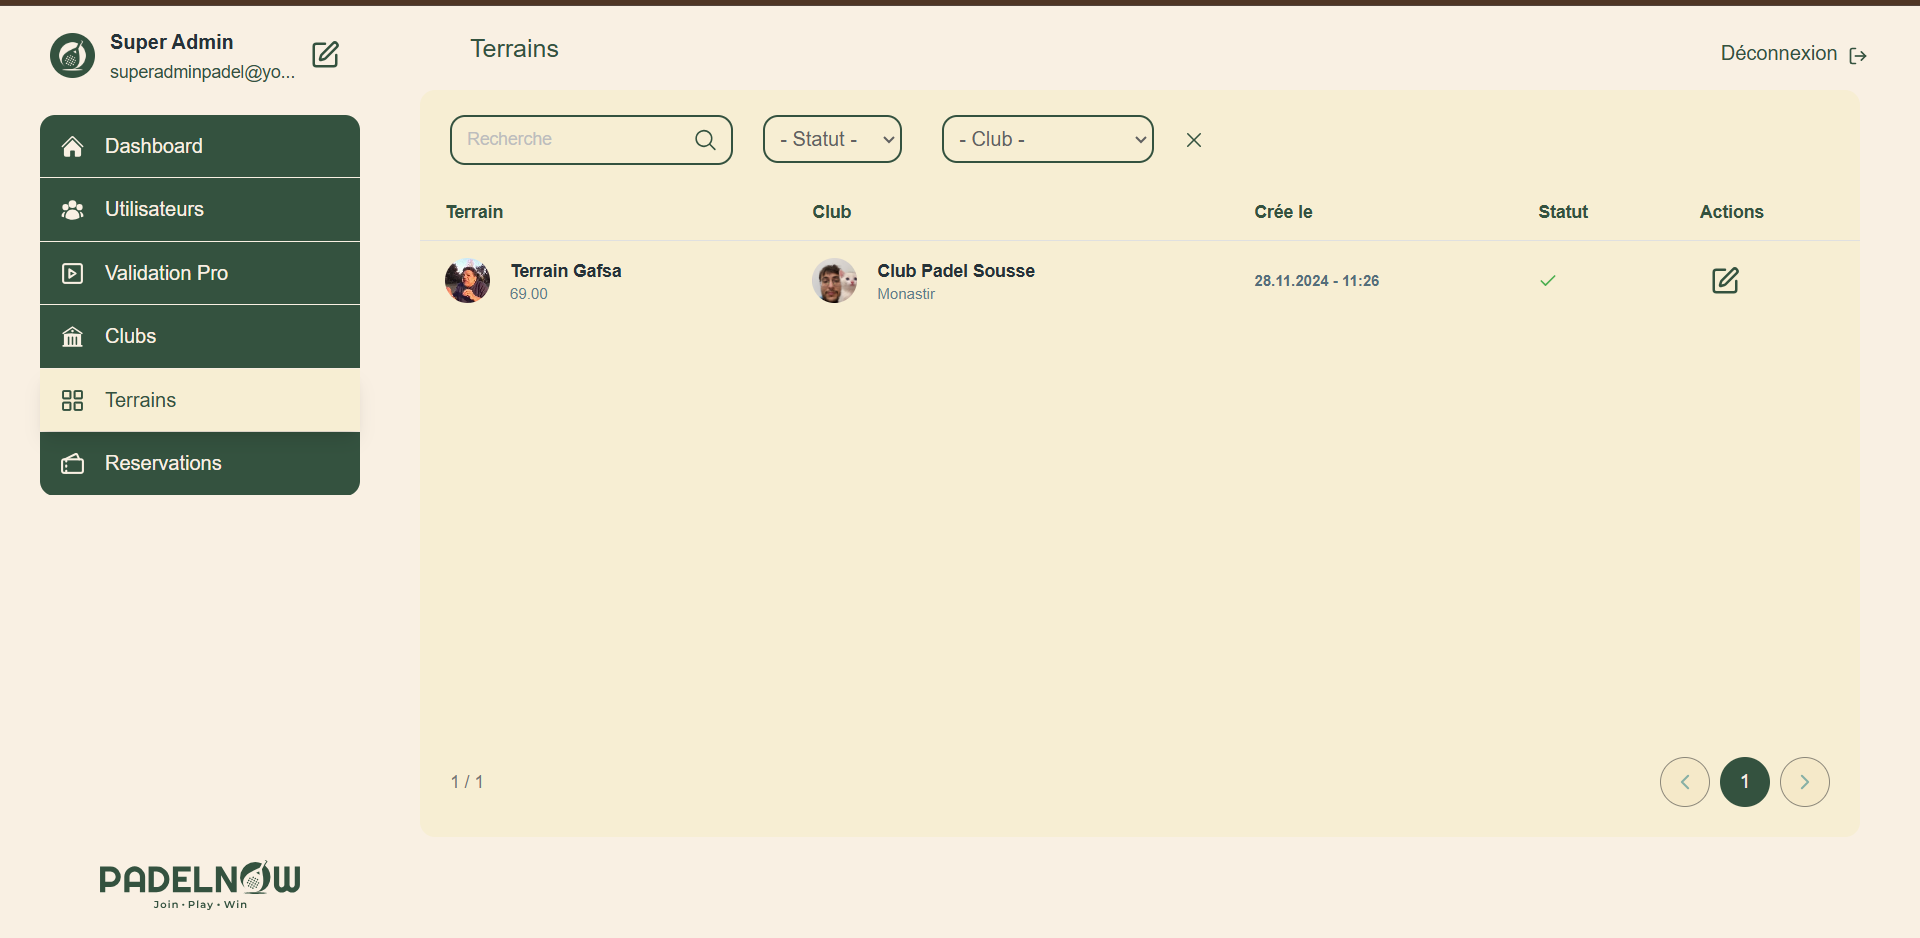 Super Admin
superadminpadel@yo...
Terrains
Déconnexion
Dashboard
Utilisateurs
Validation Pro
Clubs
Terrains
Reservations
Recherche
- Statut -
- Club -
Terrain Club Crée le Statut Actions
Terrain Gafsa
69.00
Club Padel Sousse
Monastir
28.11.2024 - 11:26
1 / 1
1
PADELNOW
Join • Play • Win